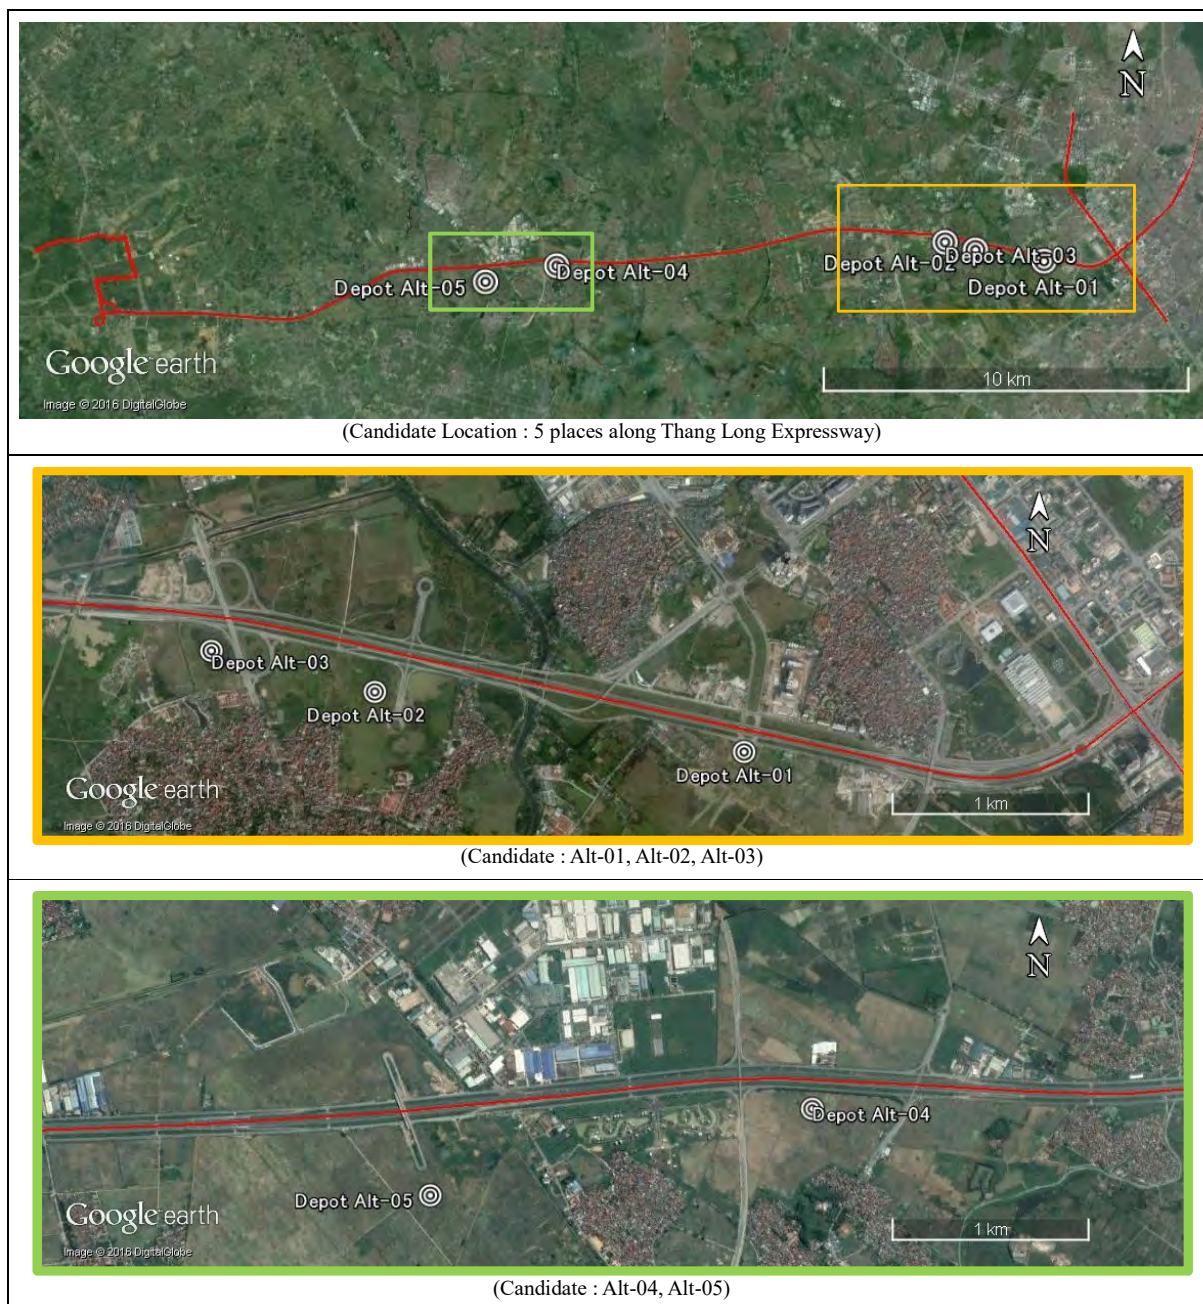 N
Depot Alt-02
Depot Alt-03
Depot Alt-01
Depot Alt-04
Depot Alt-05
Google earth
10 km
Image © 2016 DigitalGlobe
(Candidate Location : 5 places along Thang Long Expressway)
N
Depot Alt-03
Depot Alt-02
Depot Alt-01
Google earth
1 km
Image © 2016 DigitalGlobe
(Candidate : Alt-01, Alt-02, Alt-03)
N
Depot Alt-04
Depot Alt-05
Google earth
1 km
Image © 2016 DigitalGlobe
(Candidate : Alt-04, Alt-05)